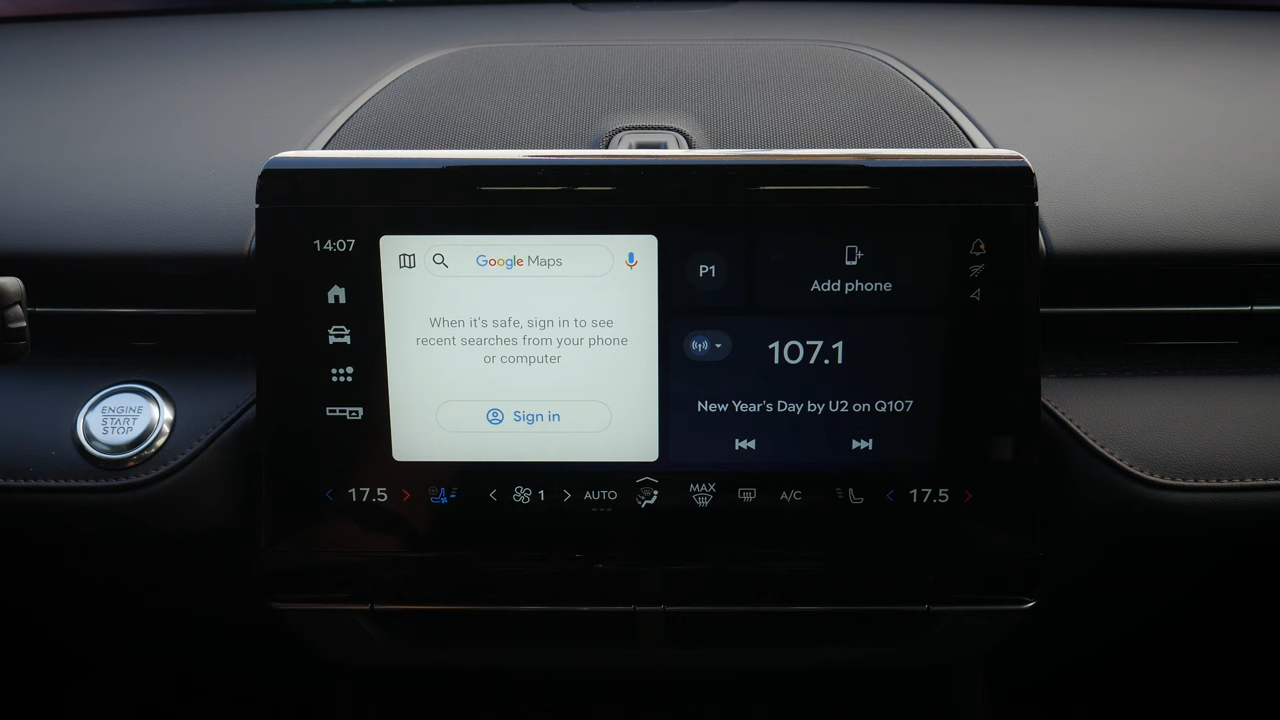 14:07
Google Maps
When it's safe, sign in to see
recent searches from your phone
or computer
Sign in
P1
Add phone
107.1
New Year's Day by U2 on Q107
ENGINE
START
STOP
17.5
1
AUTO
MAX
A/C
17.5